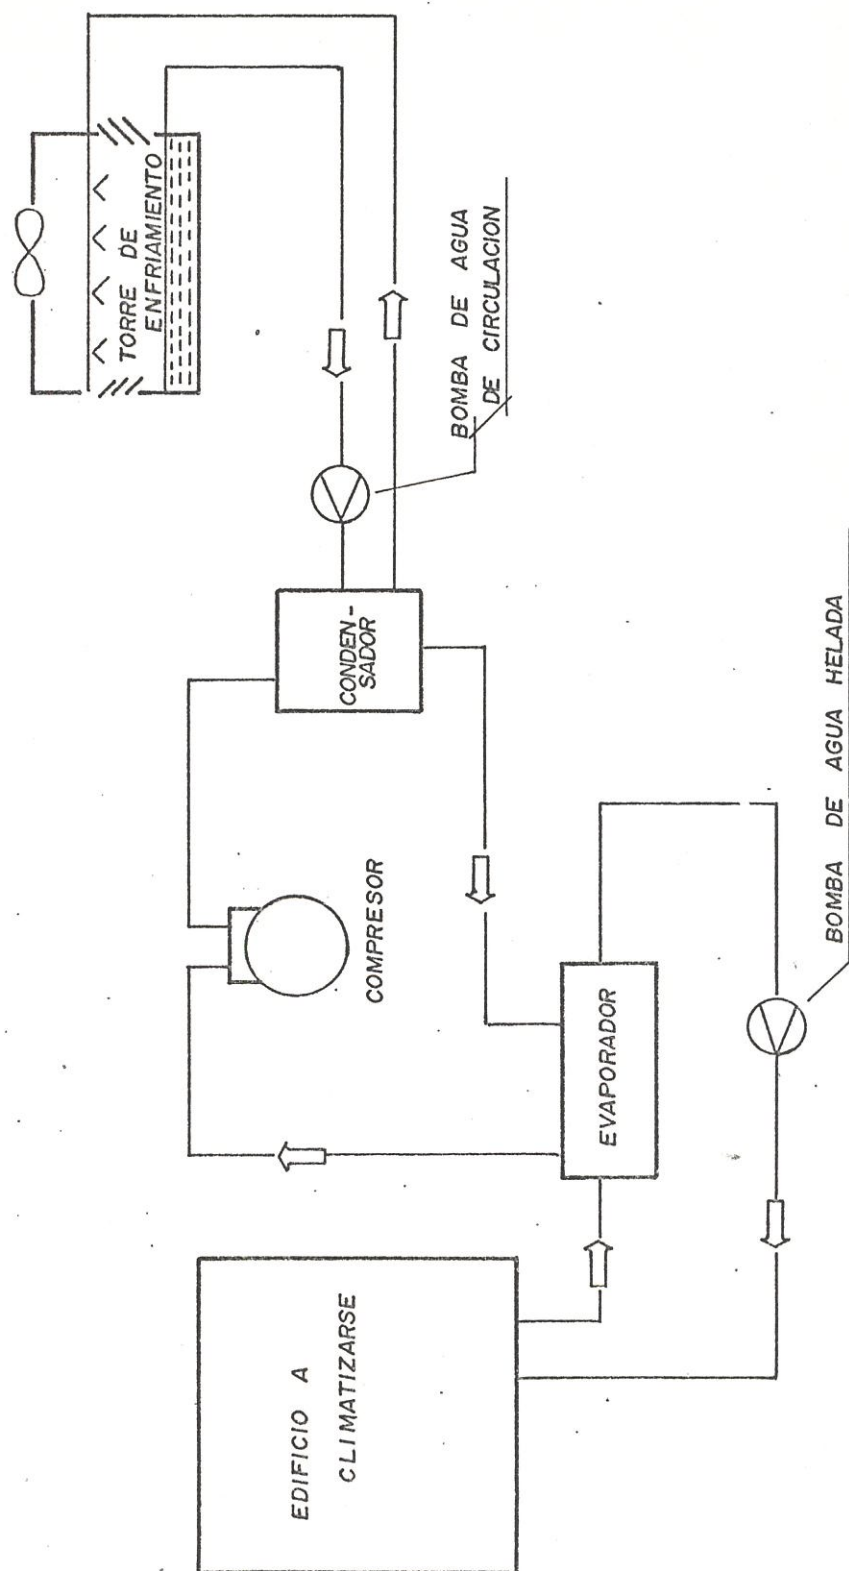 TORRE DE
ENFRIAMIENTO
BOMBA DE AGUA
DE CIRCULACION
CONDEN-
SADOR
COMPRESOR
EVAPORADOR
BOMBA DE AGUA HELADA
EDIFICIO A
CLIMATIZARSE